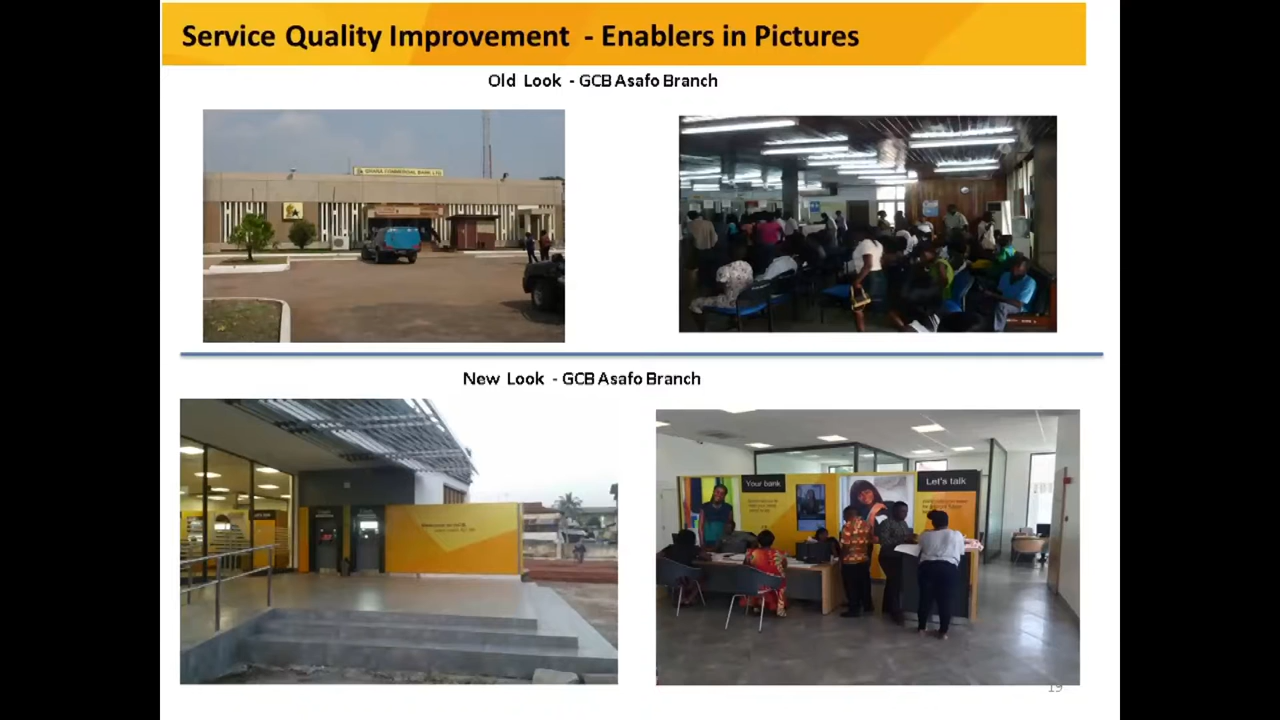 Service Quality Improvement - Enablers in Pictures
Old Look - GCB Asafo Branch
GHANA COMMERCIAL BANK LTD
New Look - GCB Asafo Branch
Your bank
Let's talk
19